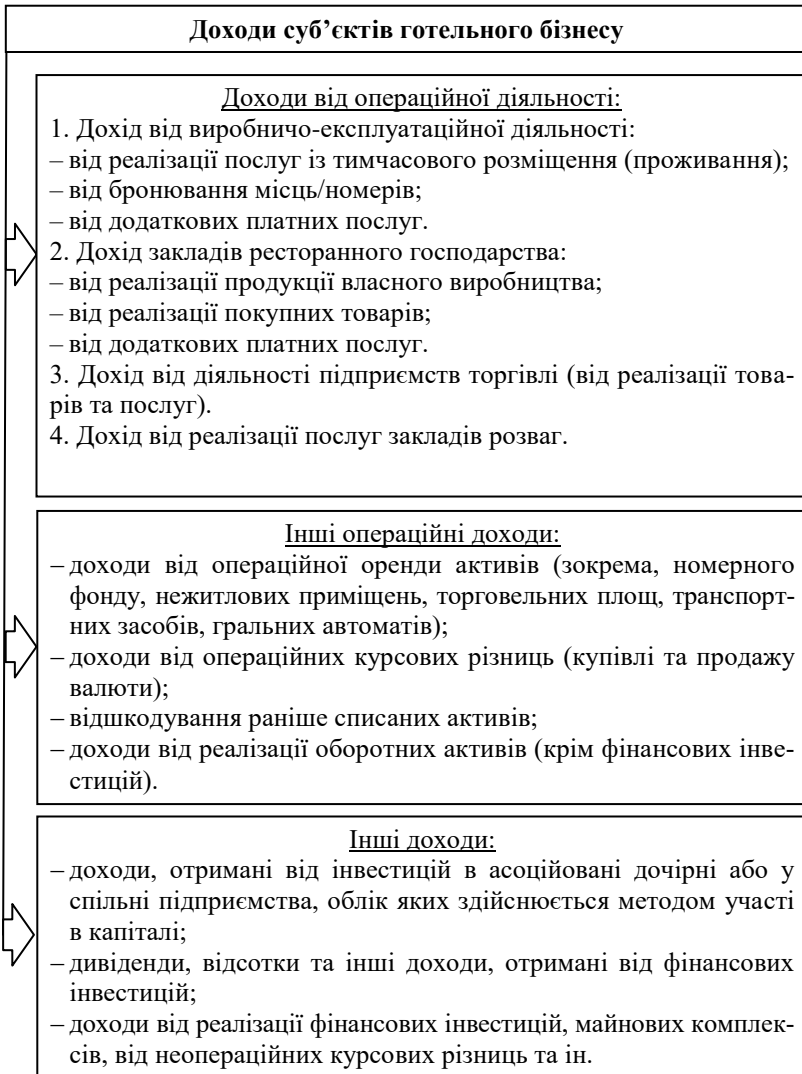 Доходи суб’єктів готельного бізнесу
Доходи від операційної діяльності:
1. Дохід від виробничо-експлуатаційної діяльності:
– від реалізації послуг із тимчасового розміщення (проживання);
– від бронювання місць/номерів;
– від додаткових платних послуг.
2. Дохід закладів ресторанного господарства:
– від реалізації продукції власного виробництва;
– від реалізації покупних товарів;
– від додаткових платних послуг.
3. Дохід від діяльності підприємств торгівлі (від реалізації това-
рів та послуг).
4. Дохід від реалізації послуг закладів розваг.
Інші операційні доходи:
– доходи від операційної оренди активів (зокрема, номерного
фонду, нежитлових приміщень, торговельних площ, транспорт-
них засобів, гральних автоматів);
– доходи від операційних курсових різниць (купівлі та продажу
валюти);
– відшкодування раніше списаних активів;
– доходи від реалізації оборотних активів (крім фінансових інве-
стицій).
Інші доходи:
– доходи, отримані від інвестицій в асоційовані дочірні або у
спільні підприємства, облік яких здійснюється методом участі
в капіталі;
– дивіденди, відсотки та інші доходи, отримані від фінансових
інвестицій;
– доходи від реалізації фінансових інвестицій, майнових комплек-
сів, від неопераційних курсових різниць та ін.